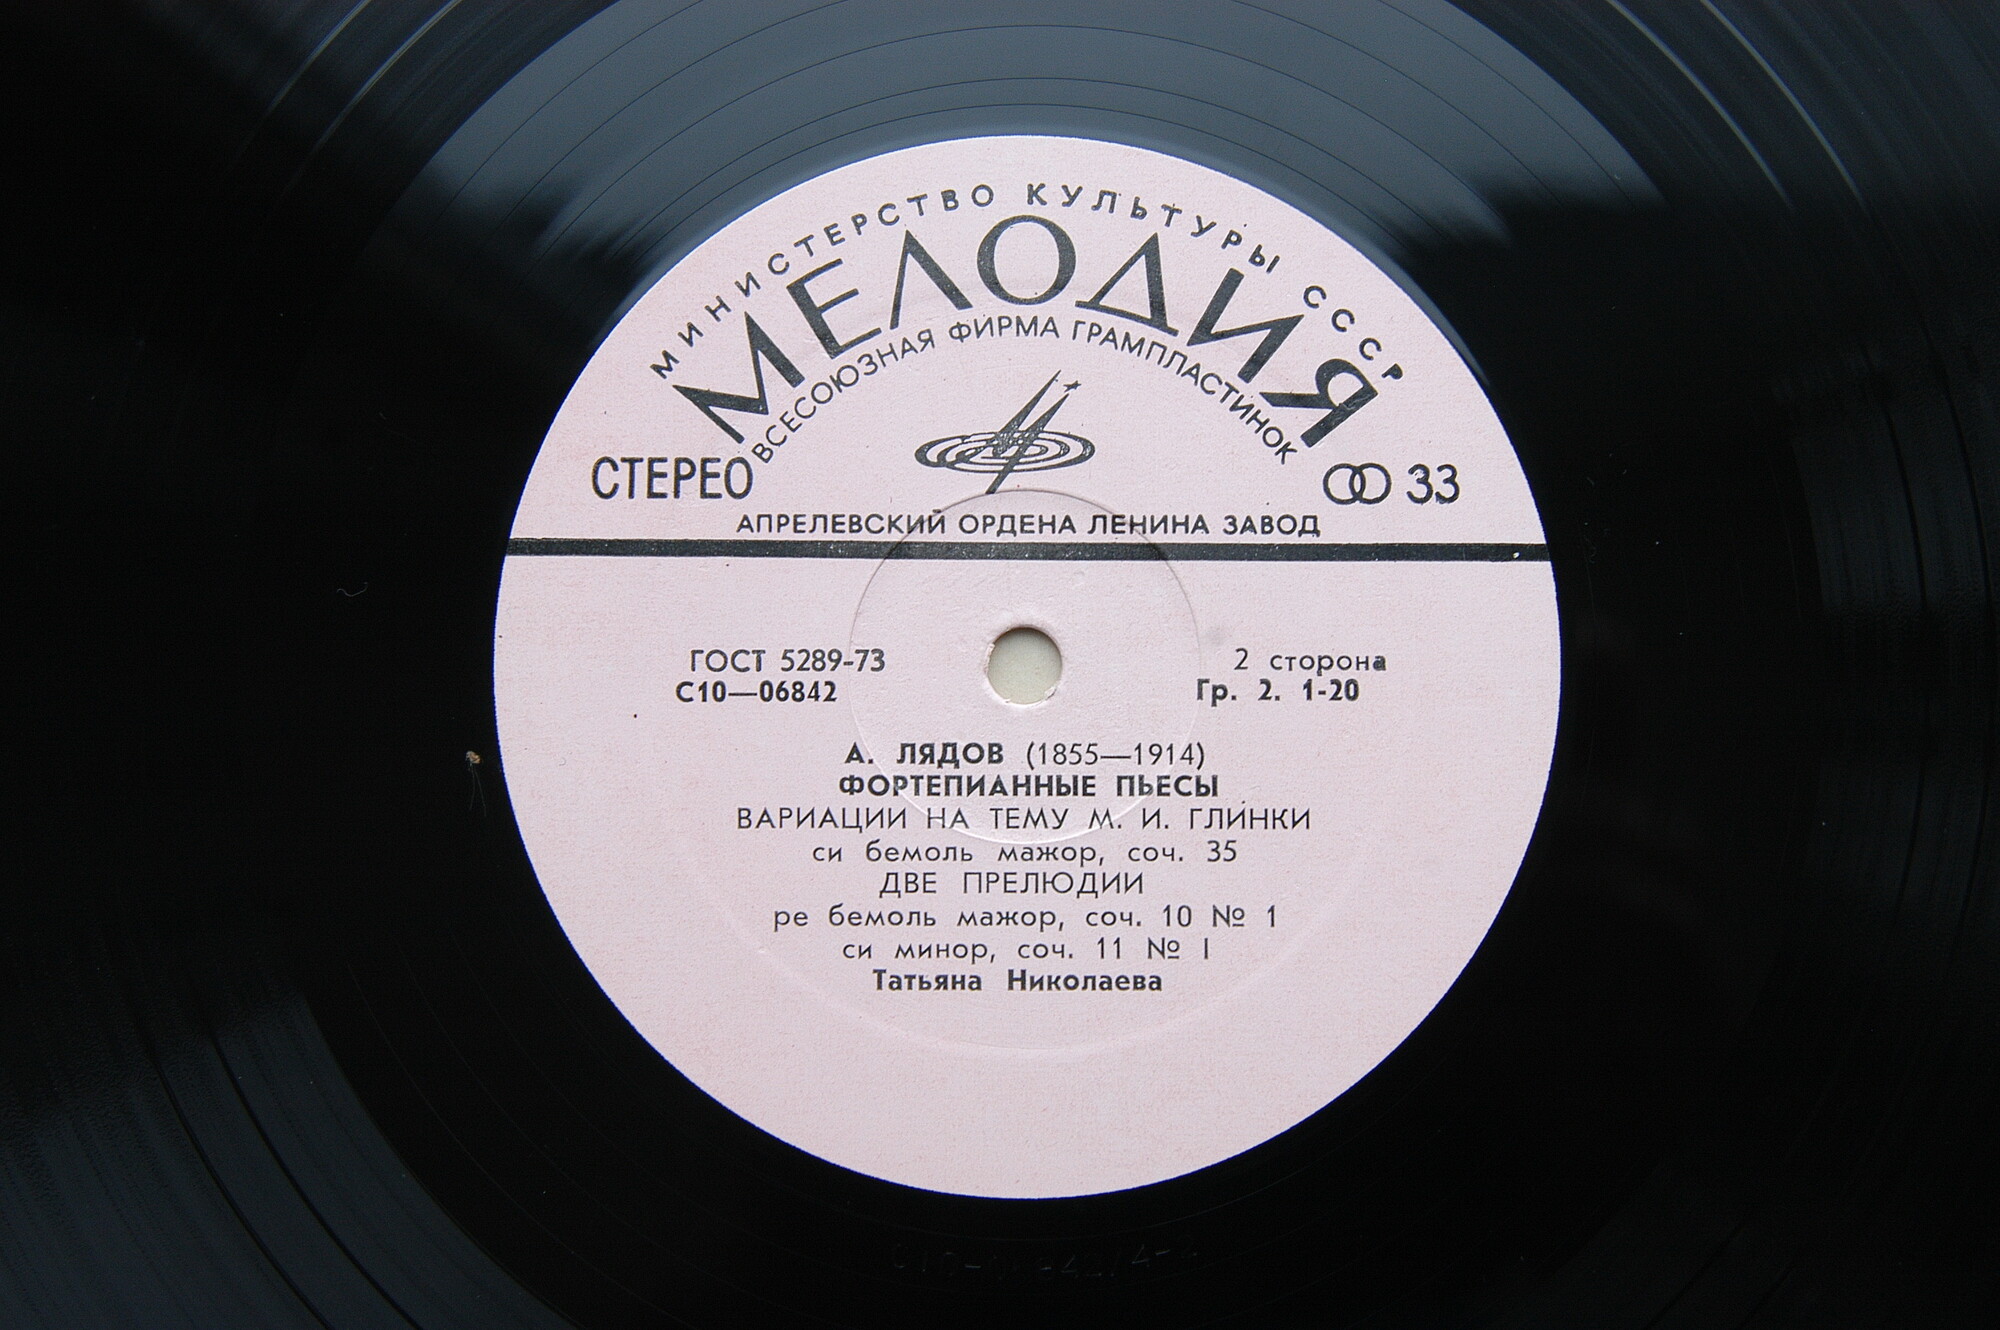 МИНИСТЕРСТВО КУЛЬТУРЫ СССР
МЕЛОДИЯ
ВСЕСОЮЗНАЯ ФИРМА ГРАМПЛАСТИНОК
СТЕРЕО
33
АПРЕЛЕВСКИЙ ОРДЕНА ЛЕНИНА ЗАВОД
ГОСТ 5289-73
С10—06842
2 сторона
Гр. 2. 1-20
А. ЛЯДОВ (1855—1914)
ФОРТЕПИАННЫЕ ПЬЕСЫ
ВАРИАЦИИ НА ТЕМУ М. И. ГЛИНКИ
си бемоль мажор, соч. 35
ДВЕ ПРЕЛЮДИИ
ре бемоль мажор, соч. 10 № 1
си минор, соч. 11 № I
Татьяна Николаева